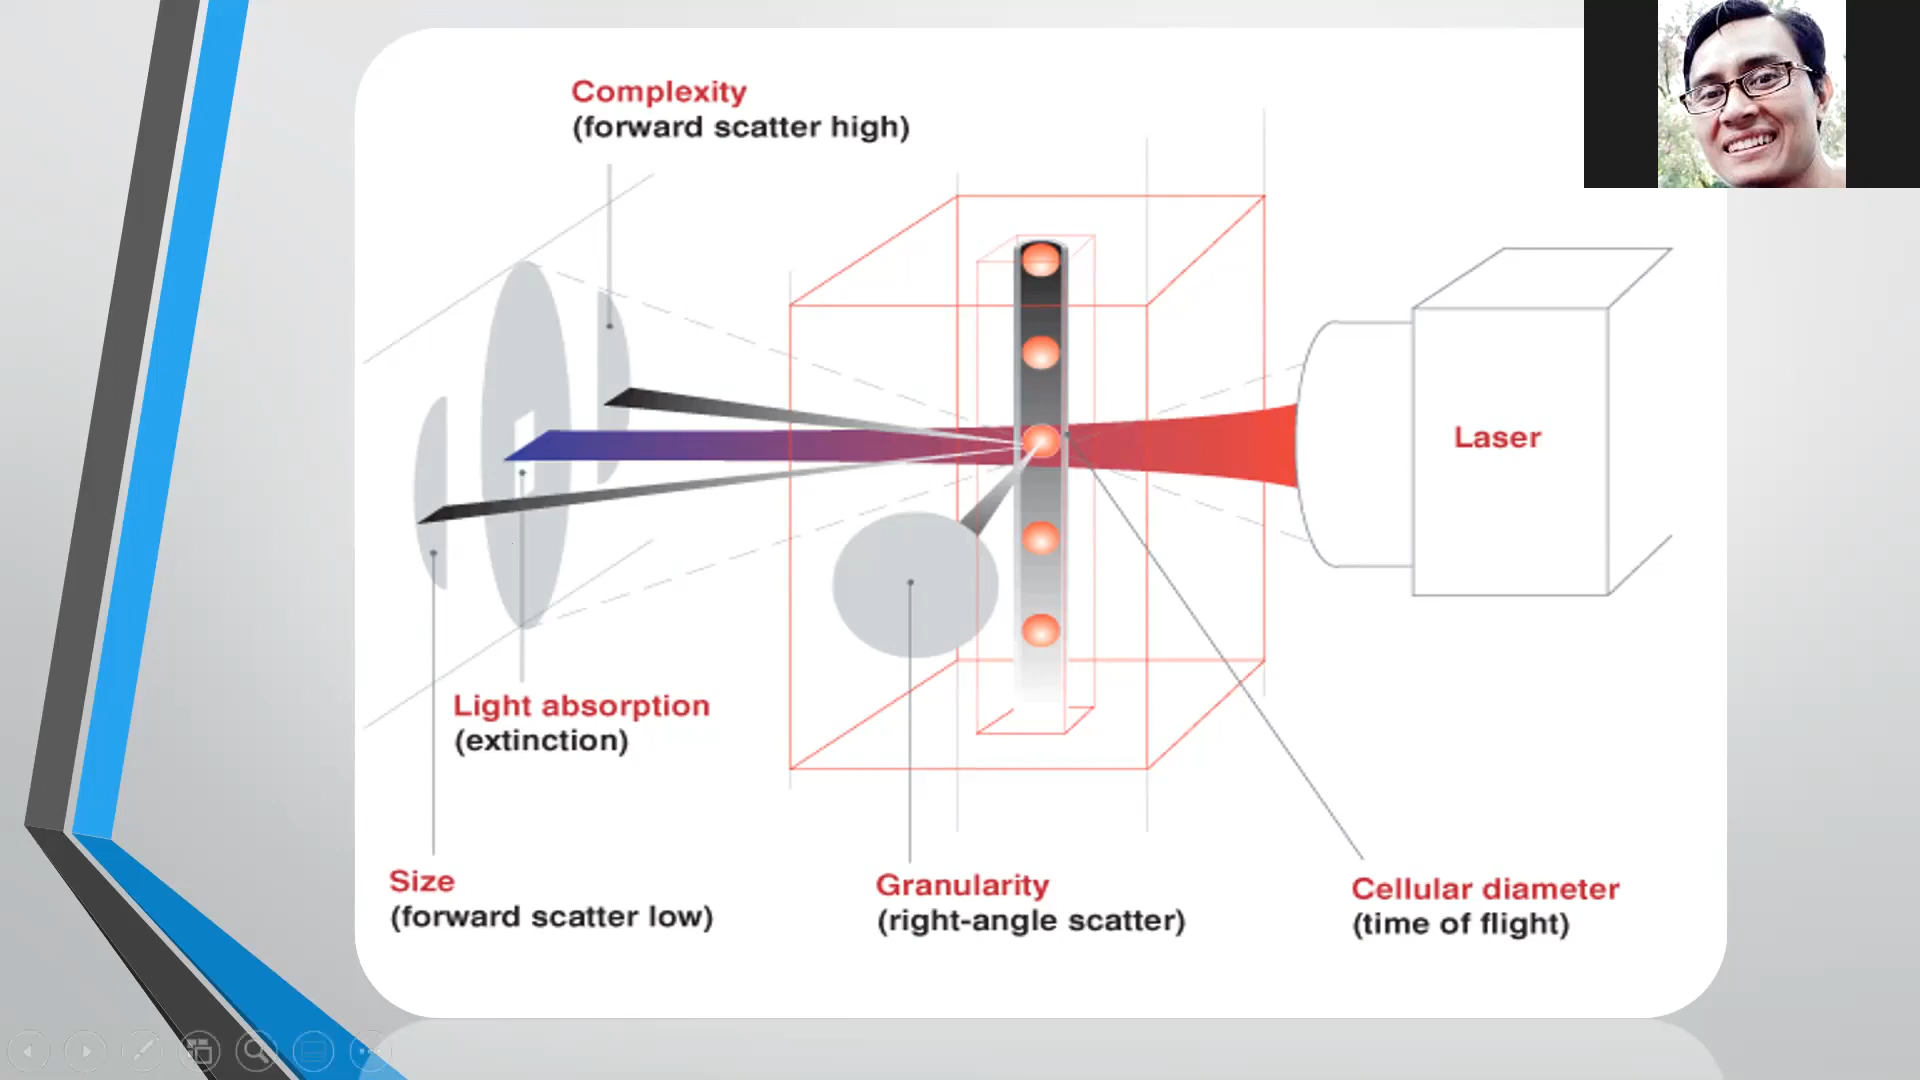 Complexity
(forward scatter high)
Laser
Light absorption
(extinction)
Size
(forward scatter low)
Granularity
(right-angle scatter)
Cellular diameter
(time of flight)